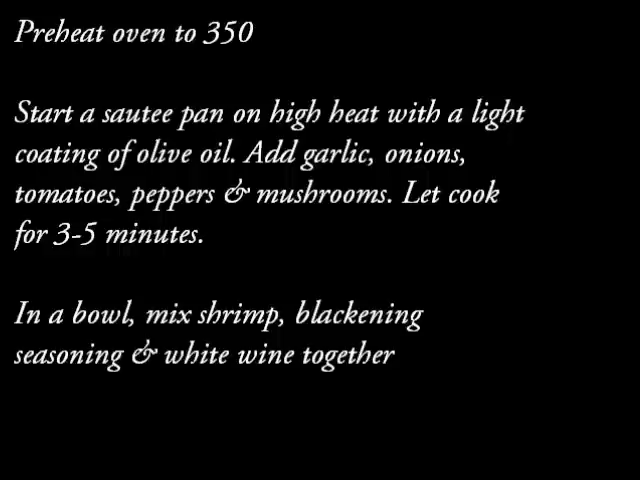 Preheat oven to 350
Start a sautee pan on high heat with a light
coating of olive oil. Add garlic, onions,
tomatoes, peppers & mushrooms. Let cook
for 3-5 minutes.
In a bowl, mix shrimp, blackening
seasoning & white wine together